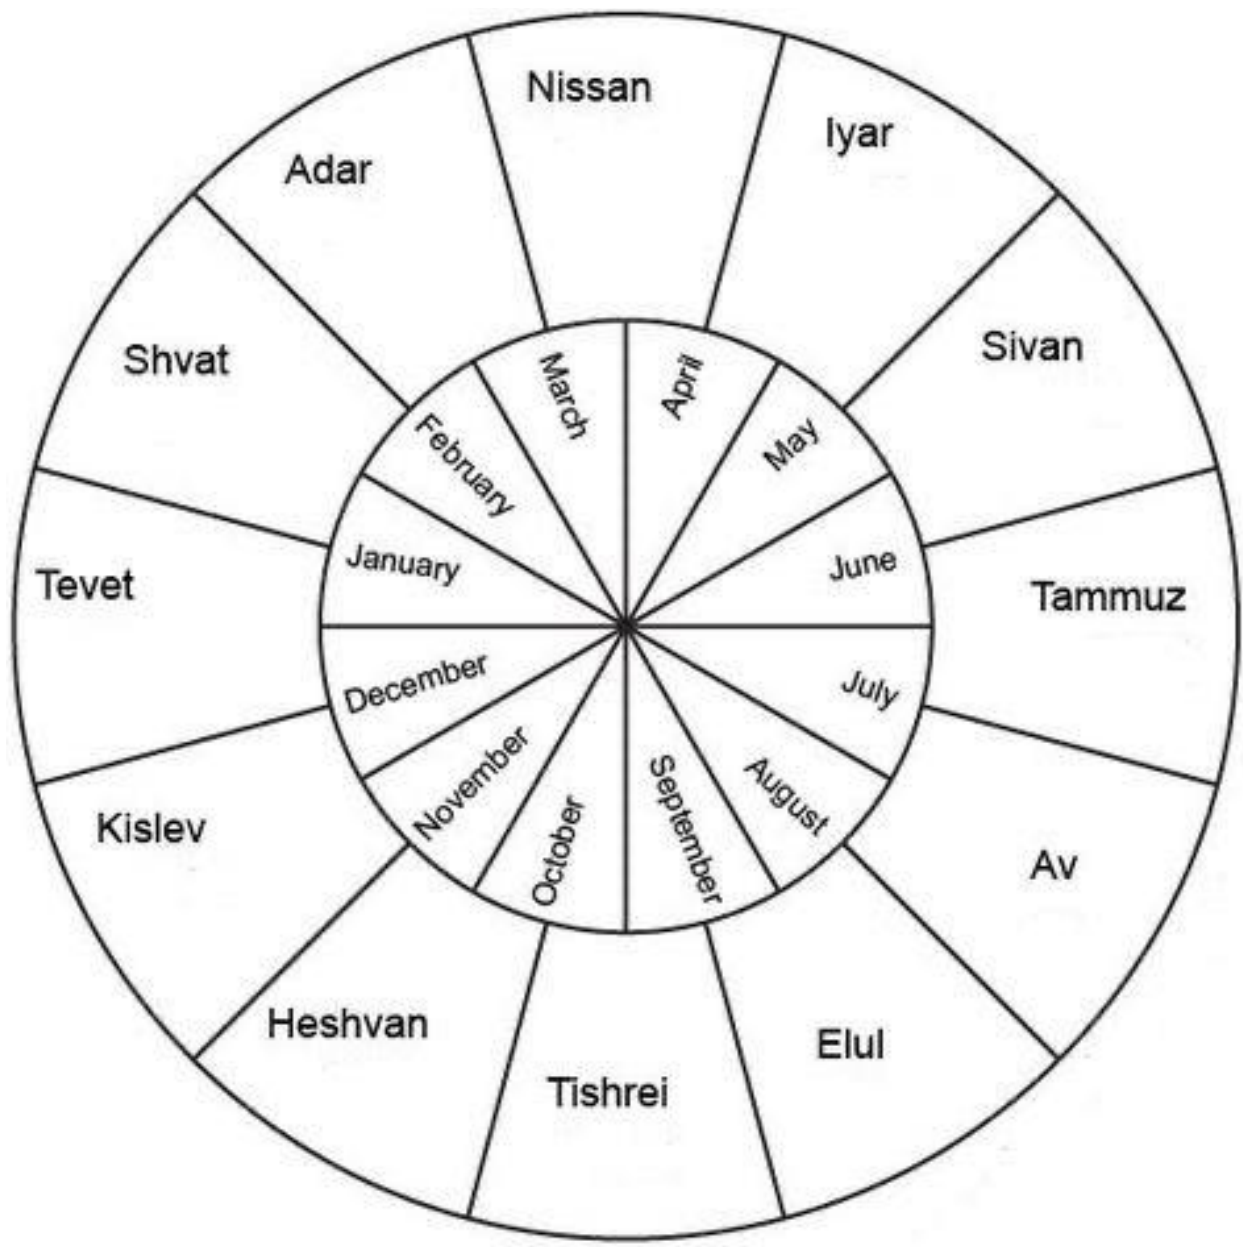 Nissan
Iyar
Sivan
Tammuz
Av
Elul
Tishrei
Heshvan
Kislev
Tevet
Shvat
Adar
January
February
March
April
May
June
July
August
September
October
November
December